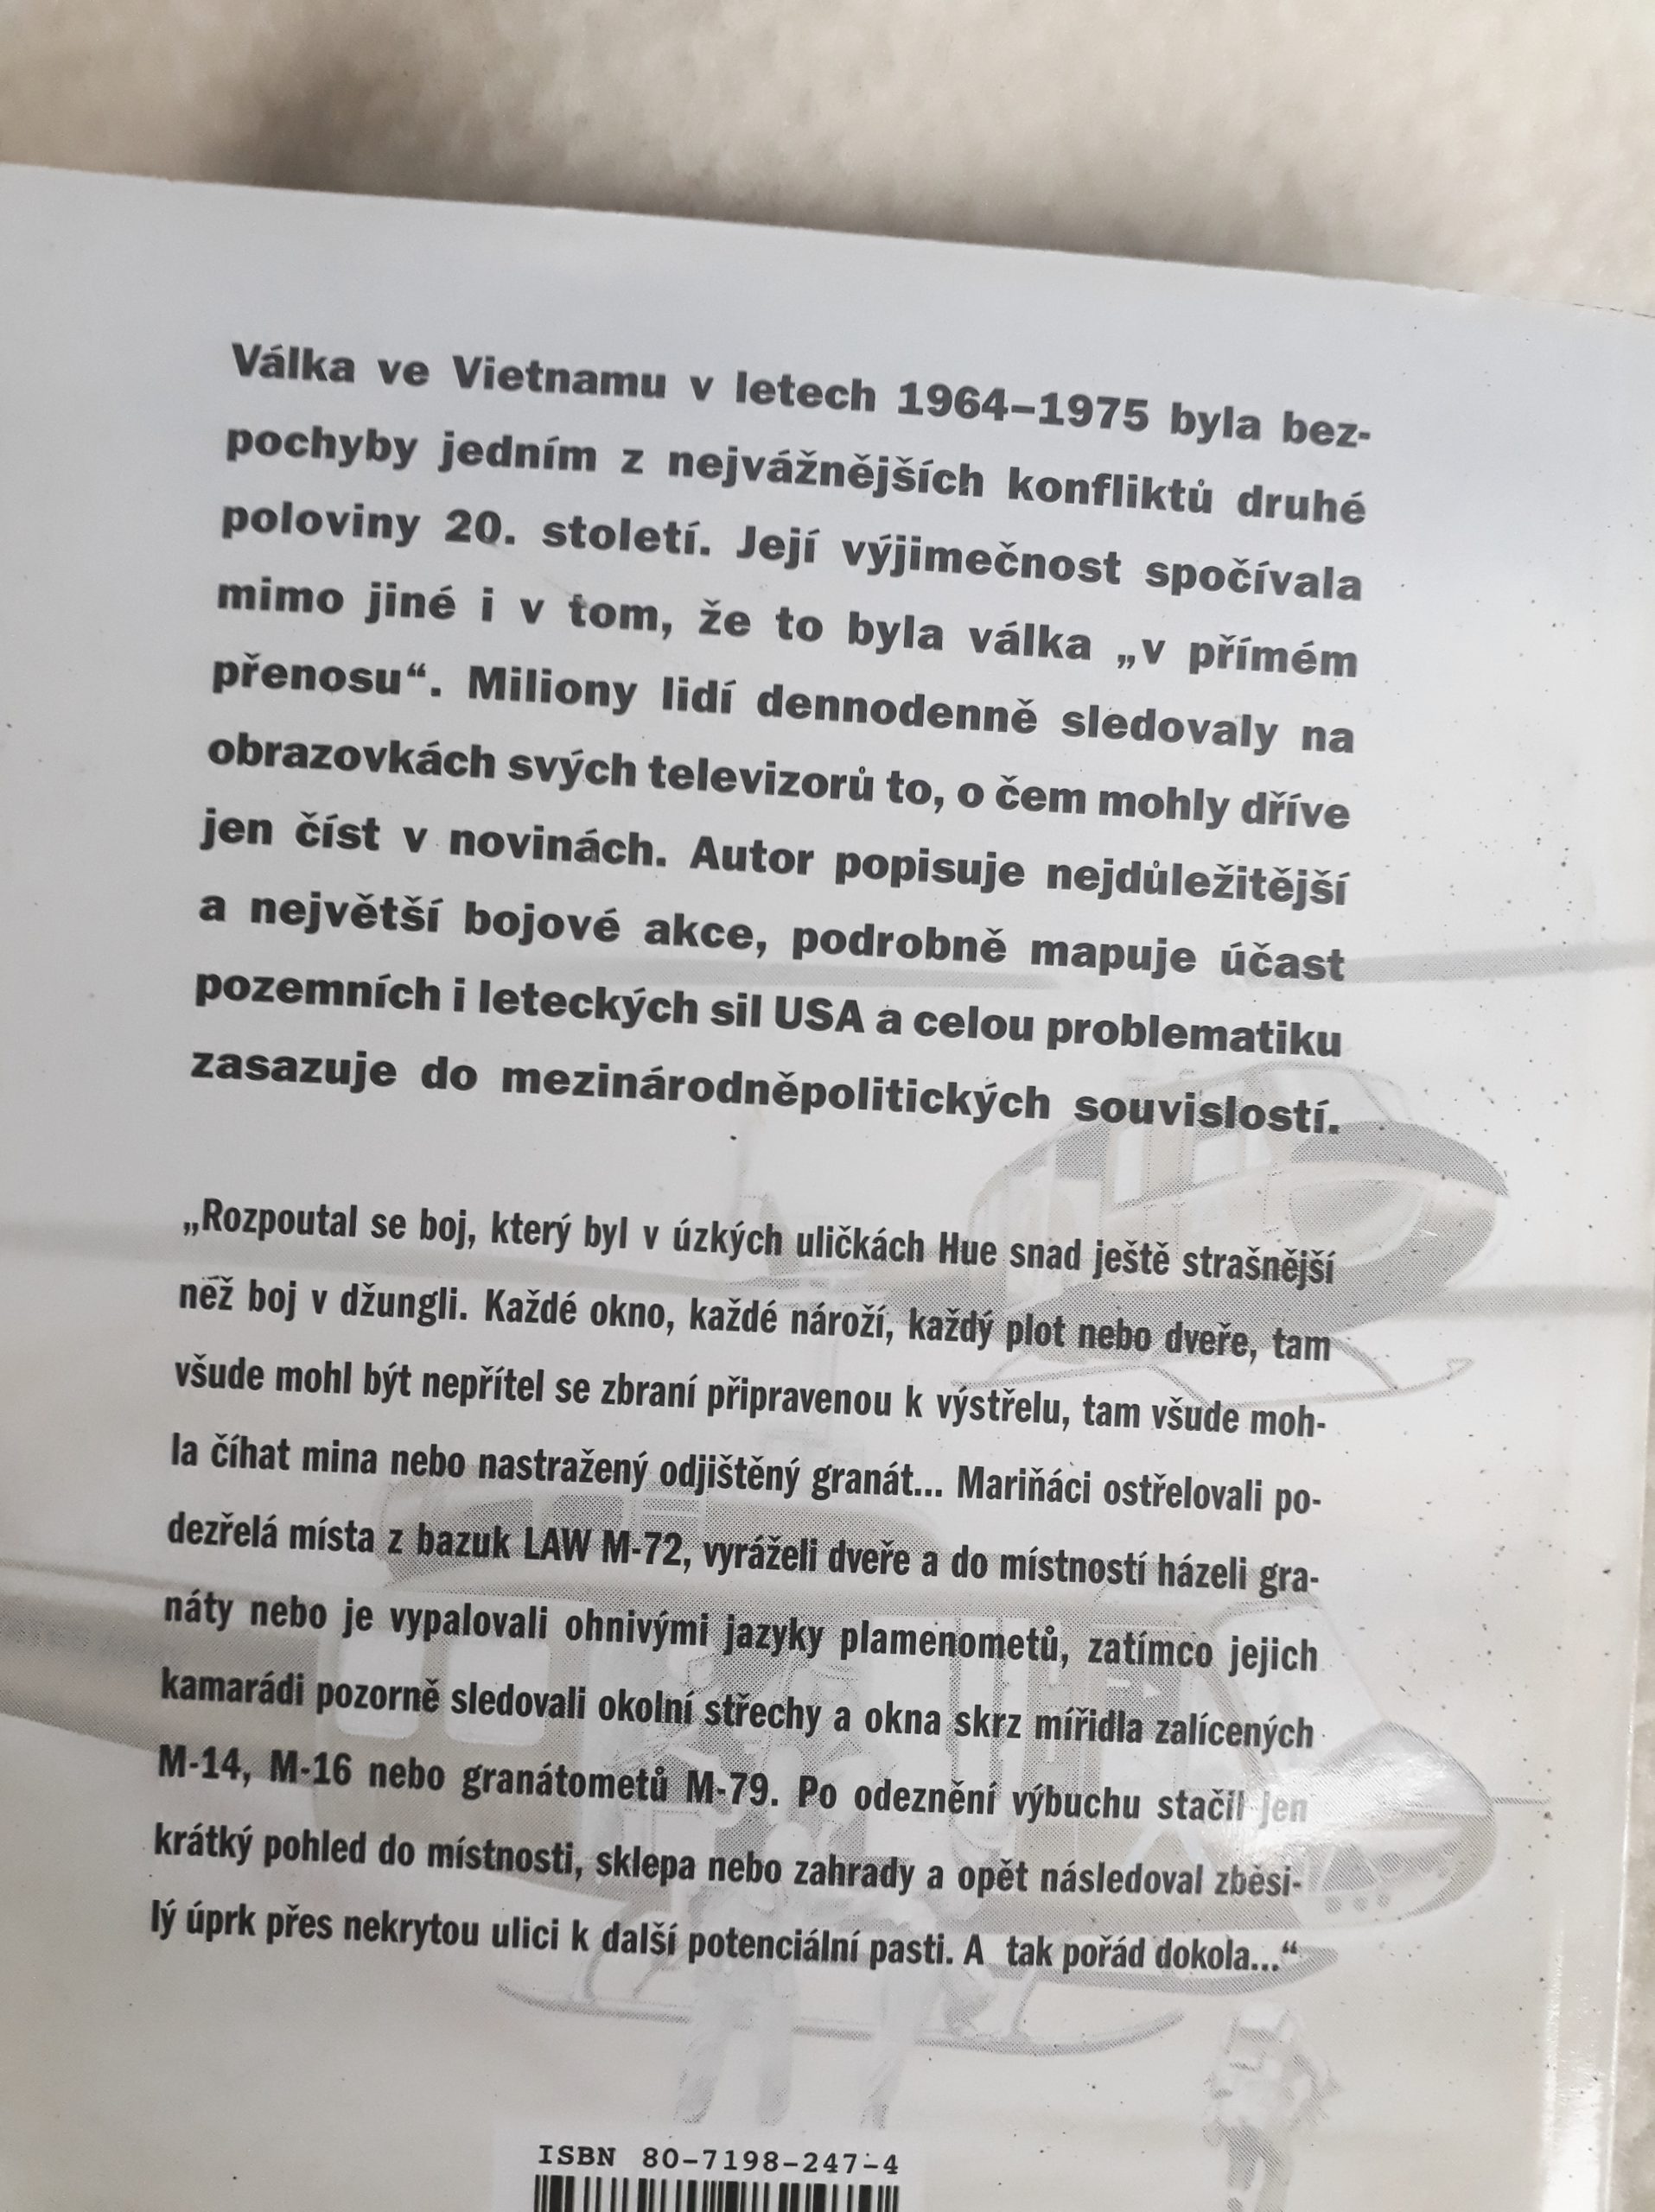 Válka ve Vietnamu v letech 1964–1975 byla bez-
pochyby jedním z nejvážnějších konfliktů druhé
poloviny 20. století. Její výjimečnost spočívala
mimo jiné i v tom, že to byla válka „v přímém
přenosu“. Miliony lidí dennodenně sledovaly na
obrazovkách svých televizorů to, o čem mohly dříve
jen číst v novinách. Autor popisuje nejdůležitější
a největší bojové akce, podrobně mapuje účast
pozemních i leteckých sil USA a celou problematiku
zasazuje do mezinárodněpolitických souvislostí.
„Rozpoutal se boj, který byl v úzkých uličkách Hue snad ještě strašnější
něž boj v džungli. Každé okno, každé nároží, každý plot nebo dveře, tam
všude mohl být nepřítel se zbraní připravenou k výstřelu, tam všude moh-
la číhat mina nebo nastražený odjištěný granát... Mariňáci ostřelovali po-
dezřelá místa z bazuk LAW M-72, vyráželi dveře a do místností házeli gra-
náty nebo je vypalovali ohnivými jazyky plamenometů, zatímco jejich
kamarádi pozorně sledovali okolní střechy a okna skrz mířidla zalícených
M-14, M-16 nebo granátometů M-79. Po odeznění výbuchu stačil jen
krátký pohled do místnosti, sklepa nebo zahrady a opět následoval zběsi-
lý úprk přes nekrytou ulici k další potenciální pasti. A tak pořád dokola...“
ISBN 80-7198-247-4